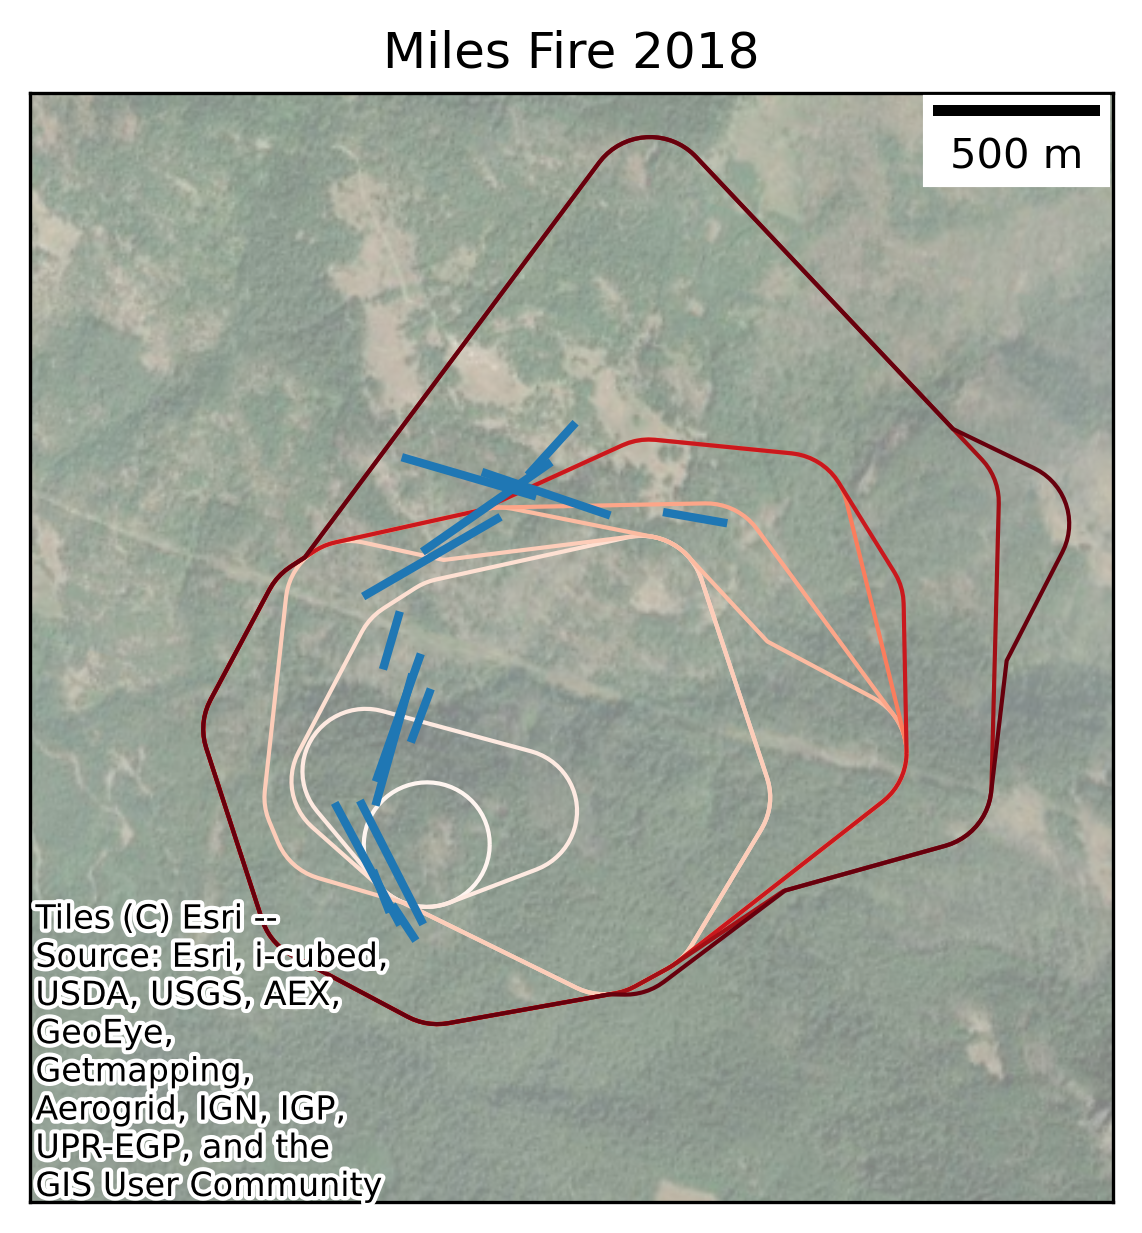 Miles Fire 2018
500 m
Tiles (C) Esri --
Source: Esri, i-cubed,
USDA, USGS, AEX,
GeoEye,
Getmapping,
Aerogrid, IGN, IGP,
UPR-EGP, and the
GIS User Community